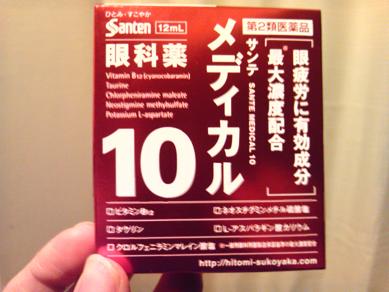 ひとみ・すこやか
Santen 12mL
第2類医薬品
眼科薬
Vitamin B12 (cyanocobaramin)
Taurine
Chlorpheniramine maleate
Neostigmine methylsulfate
Potassium L-aspartate
10
サンテ SANTE MEDICAL 10
メディカル
眼疲労に有効成分
最大濃度配合
ビタミンB12
タウリン
クロルフェニラミンマレイン酸塩
ネオスチグミンメチル硫酸塩
L-アスパラギン酸カリウム
http://hitomi-sukoyaka.com/